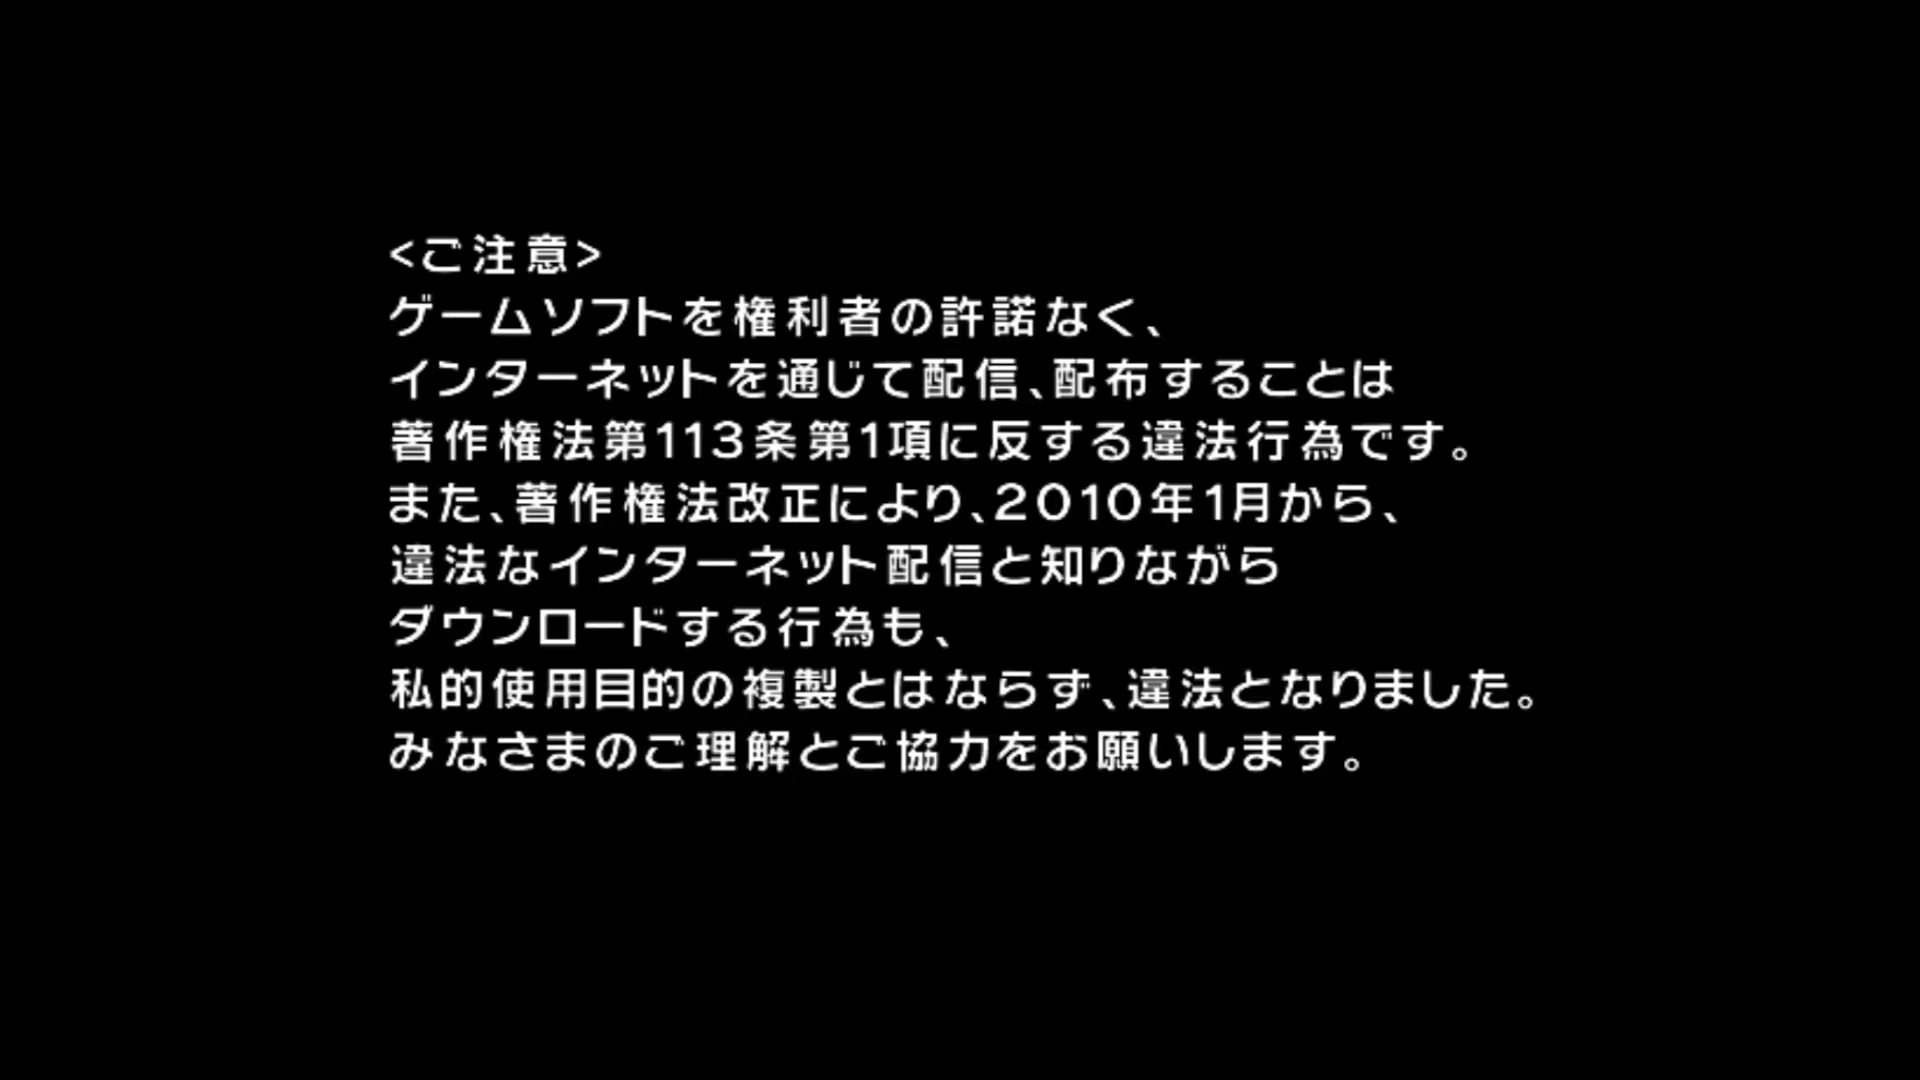 <ご注意>
ゲームソフトを権利者の許諾なく、
インターネットを通じて配信、配布することは
著作権法第113条第1項に反する違法行為です。
また、著作権法改正により、2010年1月から、
違法なインターネット配信と知りながら
ダウンロードする行為も、
私的使用目的の複製とはならず、違法となりました。
みなさまのご理解とご協力をお願いします。